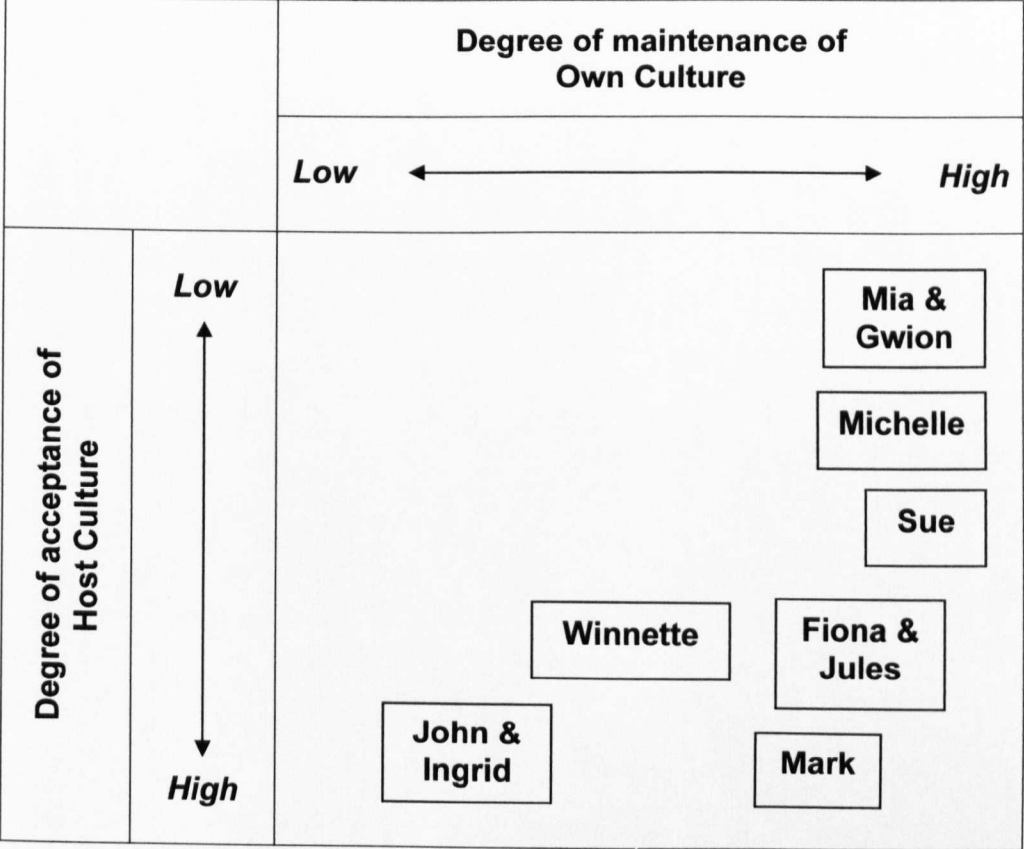 Degree of maintenance of
Own Culture
Low
High
Degree of acceptance of
Host Culture
Low
High
Mia &
Gwion
Michelle
Sue
Winnette
Fiona &
Jules
John &
Ingrid
Mark